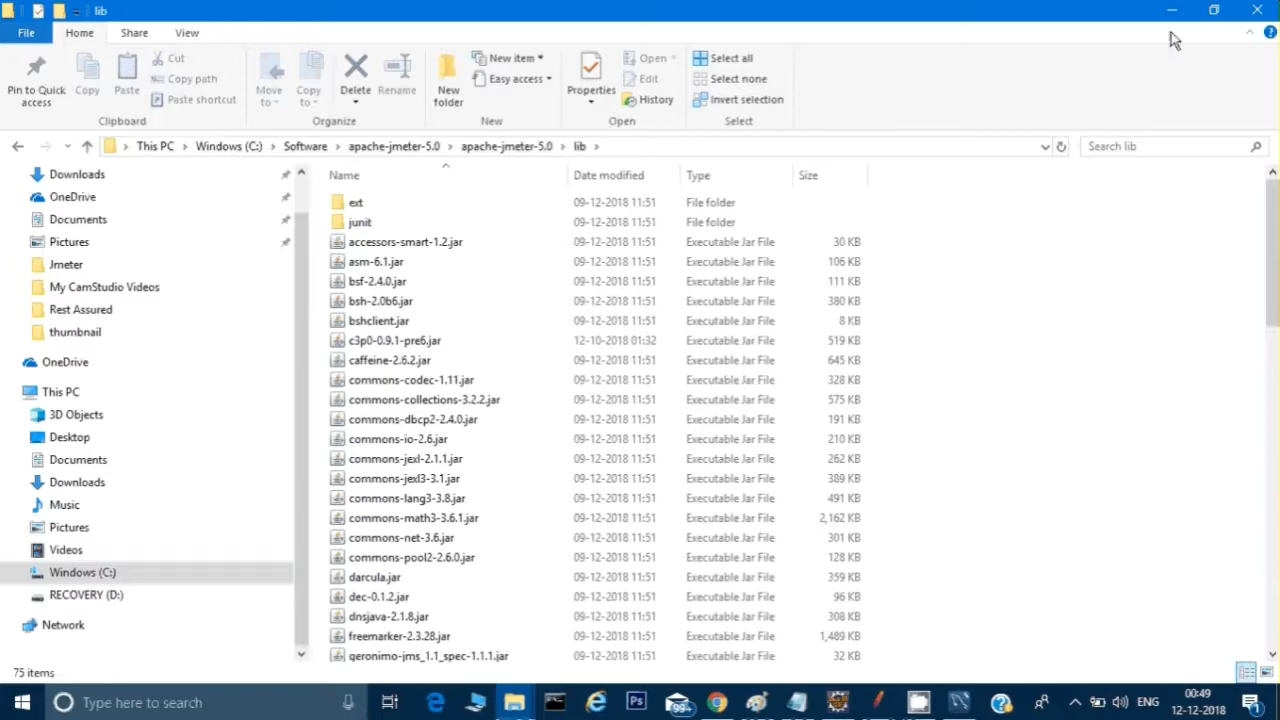 lib
File Home Share View
Pin to Quick access
Copy
Paste
Cut
Copy path
Paste shortcut
Clipboard
Move to
Copy to
Delete
Rename
Organize
New folder
New item
Easy access
New
Properties
Open
Edit
History
Open
Select all
Select none
Invert selection
Select
This PC Windows (C:) Software apache-jmeter-5.0 apache-jmeter-5.0 lib
Search lib
Downloads
OneDrive
Documents
Pictures
Jmeter
My CamStudio Videos
Rest Assured
thumbnail
OneDrive
This PC
3D Objects
Desktop
Documents
Downloads
Music
Pictures
Videos
Windows (C:)
RECOVERY (D:)
Network
Name Date modified Type Size
ext 09-12-2018 11:51 File folder
junit 09-12-2018 11:51 File folder
accessors-smart-1.2.jar 09-12-2018 11:51 Executable Jar File 30 KB
asm-6.1.jar 09-12-2018 11:51 Executable Jar File 106 KB
bsf-2.4.0.jar 09-12-2018 11:51 Executable Jar File 111 KB
bsh-2.0b6.jar 09-12-2018 11:51 Executable Jar File 380 KB
bshclient.jar 09-12-2018 11:51 Executable Jar File 8 KB
c3p0-0.9.1-pre6.jar 12-10-2018 01:32 Executable Jar File 519 KB
caffeine-2.6.2.jar 09-12-2018 11:51 Executable Jar File 645 KB
commons-codec-1.11.jar 09-12-2018 11:51 Executable Jar File 328 KB
commons-collections-3.2.2.jar 09-12-2018 11:51 Executable Jar File 575 KB
commons-dbcp2-2.4.0.jar 09-12-2018 11:51 Executable Jar File 191 KB
commons-io-2.6.jar 09-12-2018 11:51 Executable Jar File 210 KB
commons-jexl-2.1.1.jar 09-12-2018 11:51 Executable Jar File 262 KB
commons-jexl3-3.1.jar 09-12-2018 11:51 Executable Jar File 389 KB
commons-lang3-3.8.jar 09-12-2018 11:51 Executable Jar File 491 KB
commons-math3-3.6.1.jar 09-12-2018 11:51 Executable Jar File 2,162 KB
commons-net-3.6.jar 09-12-2018 11:51 Executable Jar File 301 KB
commons-pool2-2.6.0.jar 09-12-2018 11:51 Executable Jar File 128 KB
darcula.jar 09-12-2018 11:51 Executable Jar File 359 KB
dec-0.1.2.jar 09-12-2018 11:51 Executable Jar File 96 KB
dnsjava-2.1.8.jar 09-12-2018 11:51 Executable Jar File 308 KB
freemarker-2.3.28.jar 09-12-2018 11:51 Executable Jar File 1,489 KB
geronimo-jms_1.1_spec-1.1.1.jar 09-12-2018 11:51 Executable Jar File 32 KB
75 items
Type here to search
Ps
99+
ENG
00:49
12-12-2018
1